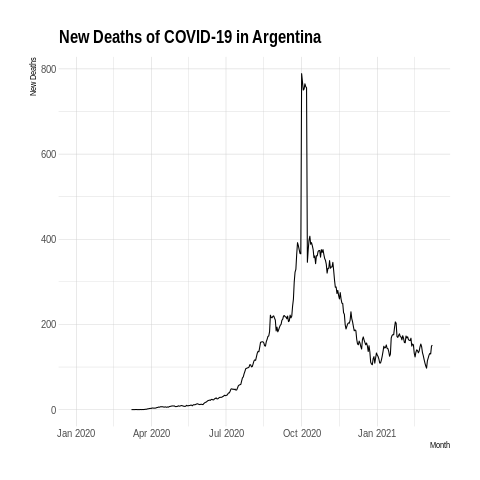 New Deaths of COVID-19 in Argentina
New Deaths
800
600
400
200
0
Jan 2020 Apr 2020 Jul 2020 Oct 2020 Jan 2021
Month